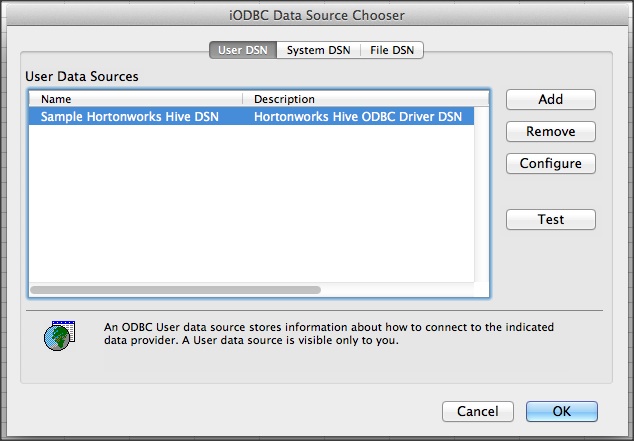 iODBC Data Source Chooser
User DSN System DSN File DSN
User Data Sources
Name Description
Sample Hortonworks Hive DSN Hortonworks Hive ODBC Driver DSN
Add
Remove
Configure
Test
An ODBC User data source stores information about how to connect to the indicated
data provider. A User data source is visible only to you.
Cancel OK